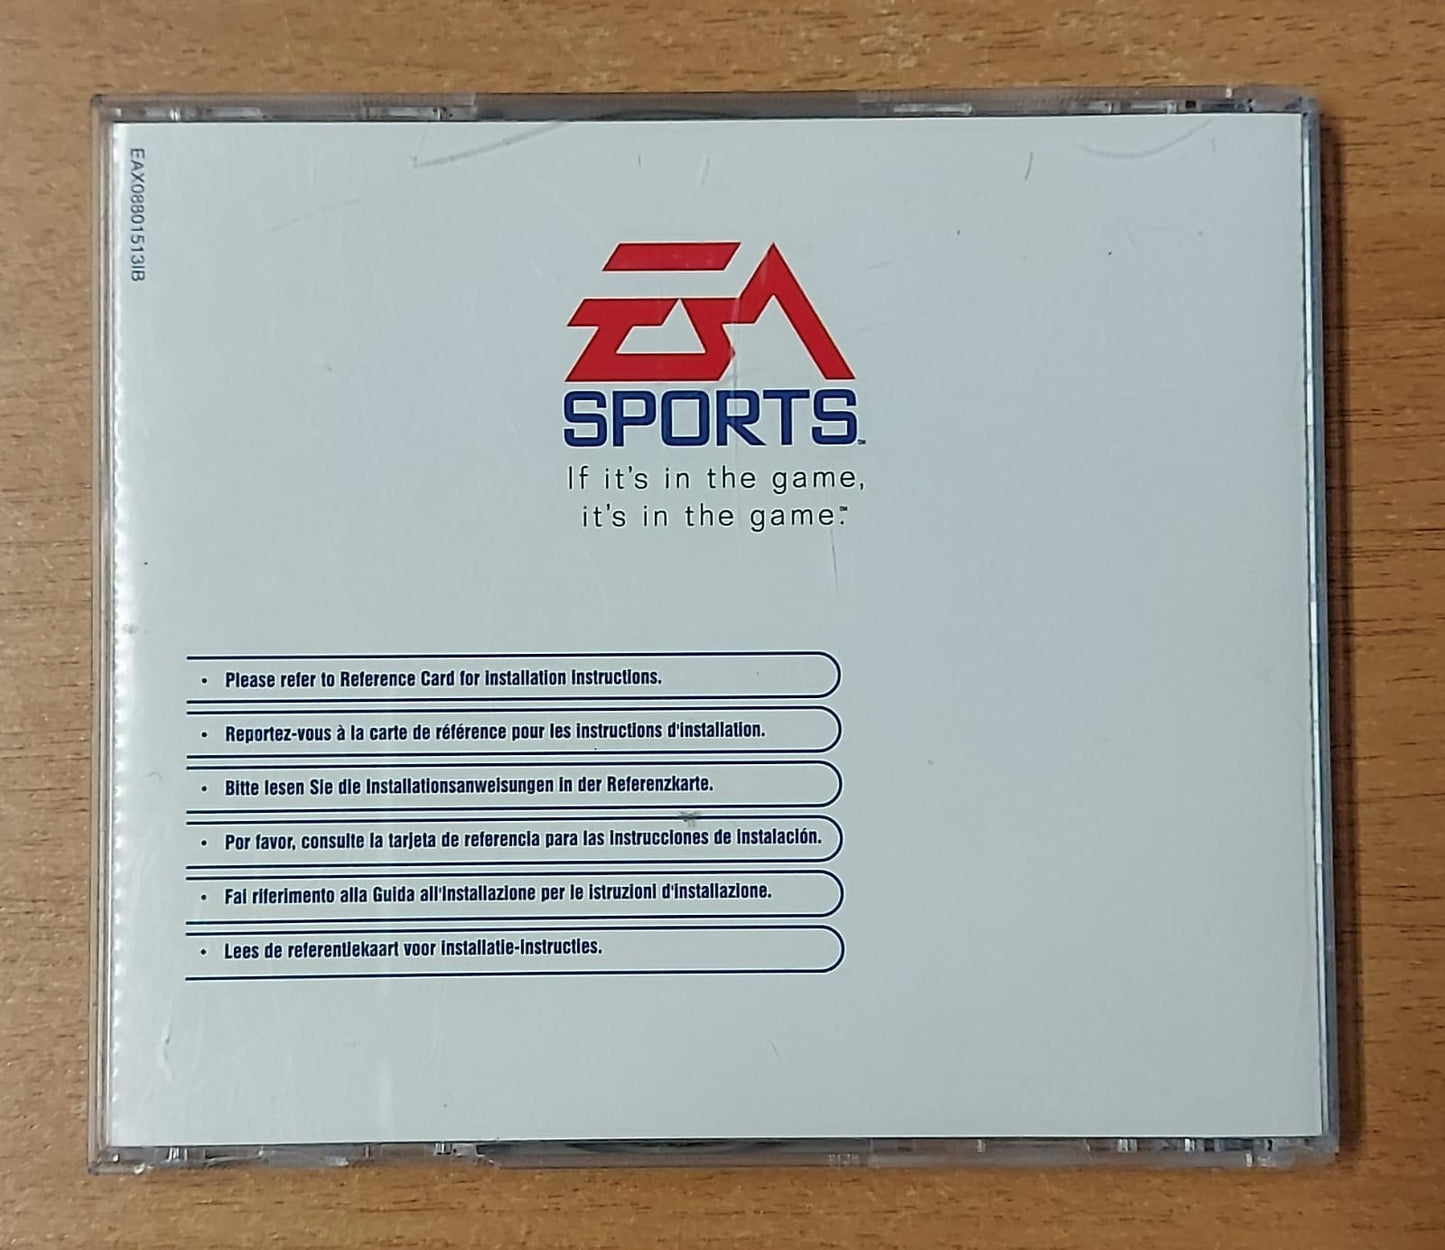 EAX08801513IB
EA
SPORTS™
If it's in the game,
it's in the game.™
• Please refer to Reference Card for installation instructions.
• Reportez-vous à la carte de référence pour les instructions d'installation.
• Bitte lesen Sie die Installationsanweisungen in der Referenzkarte.
• Por favor, consulte la tarjeta de referencia para las instrucciones de instalación.
• Fai riferimento alla Guida all'installazione per le istruzioni d'installazione.
• Lees de referentiekaart voor installatie-instructies.